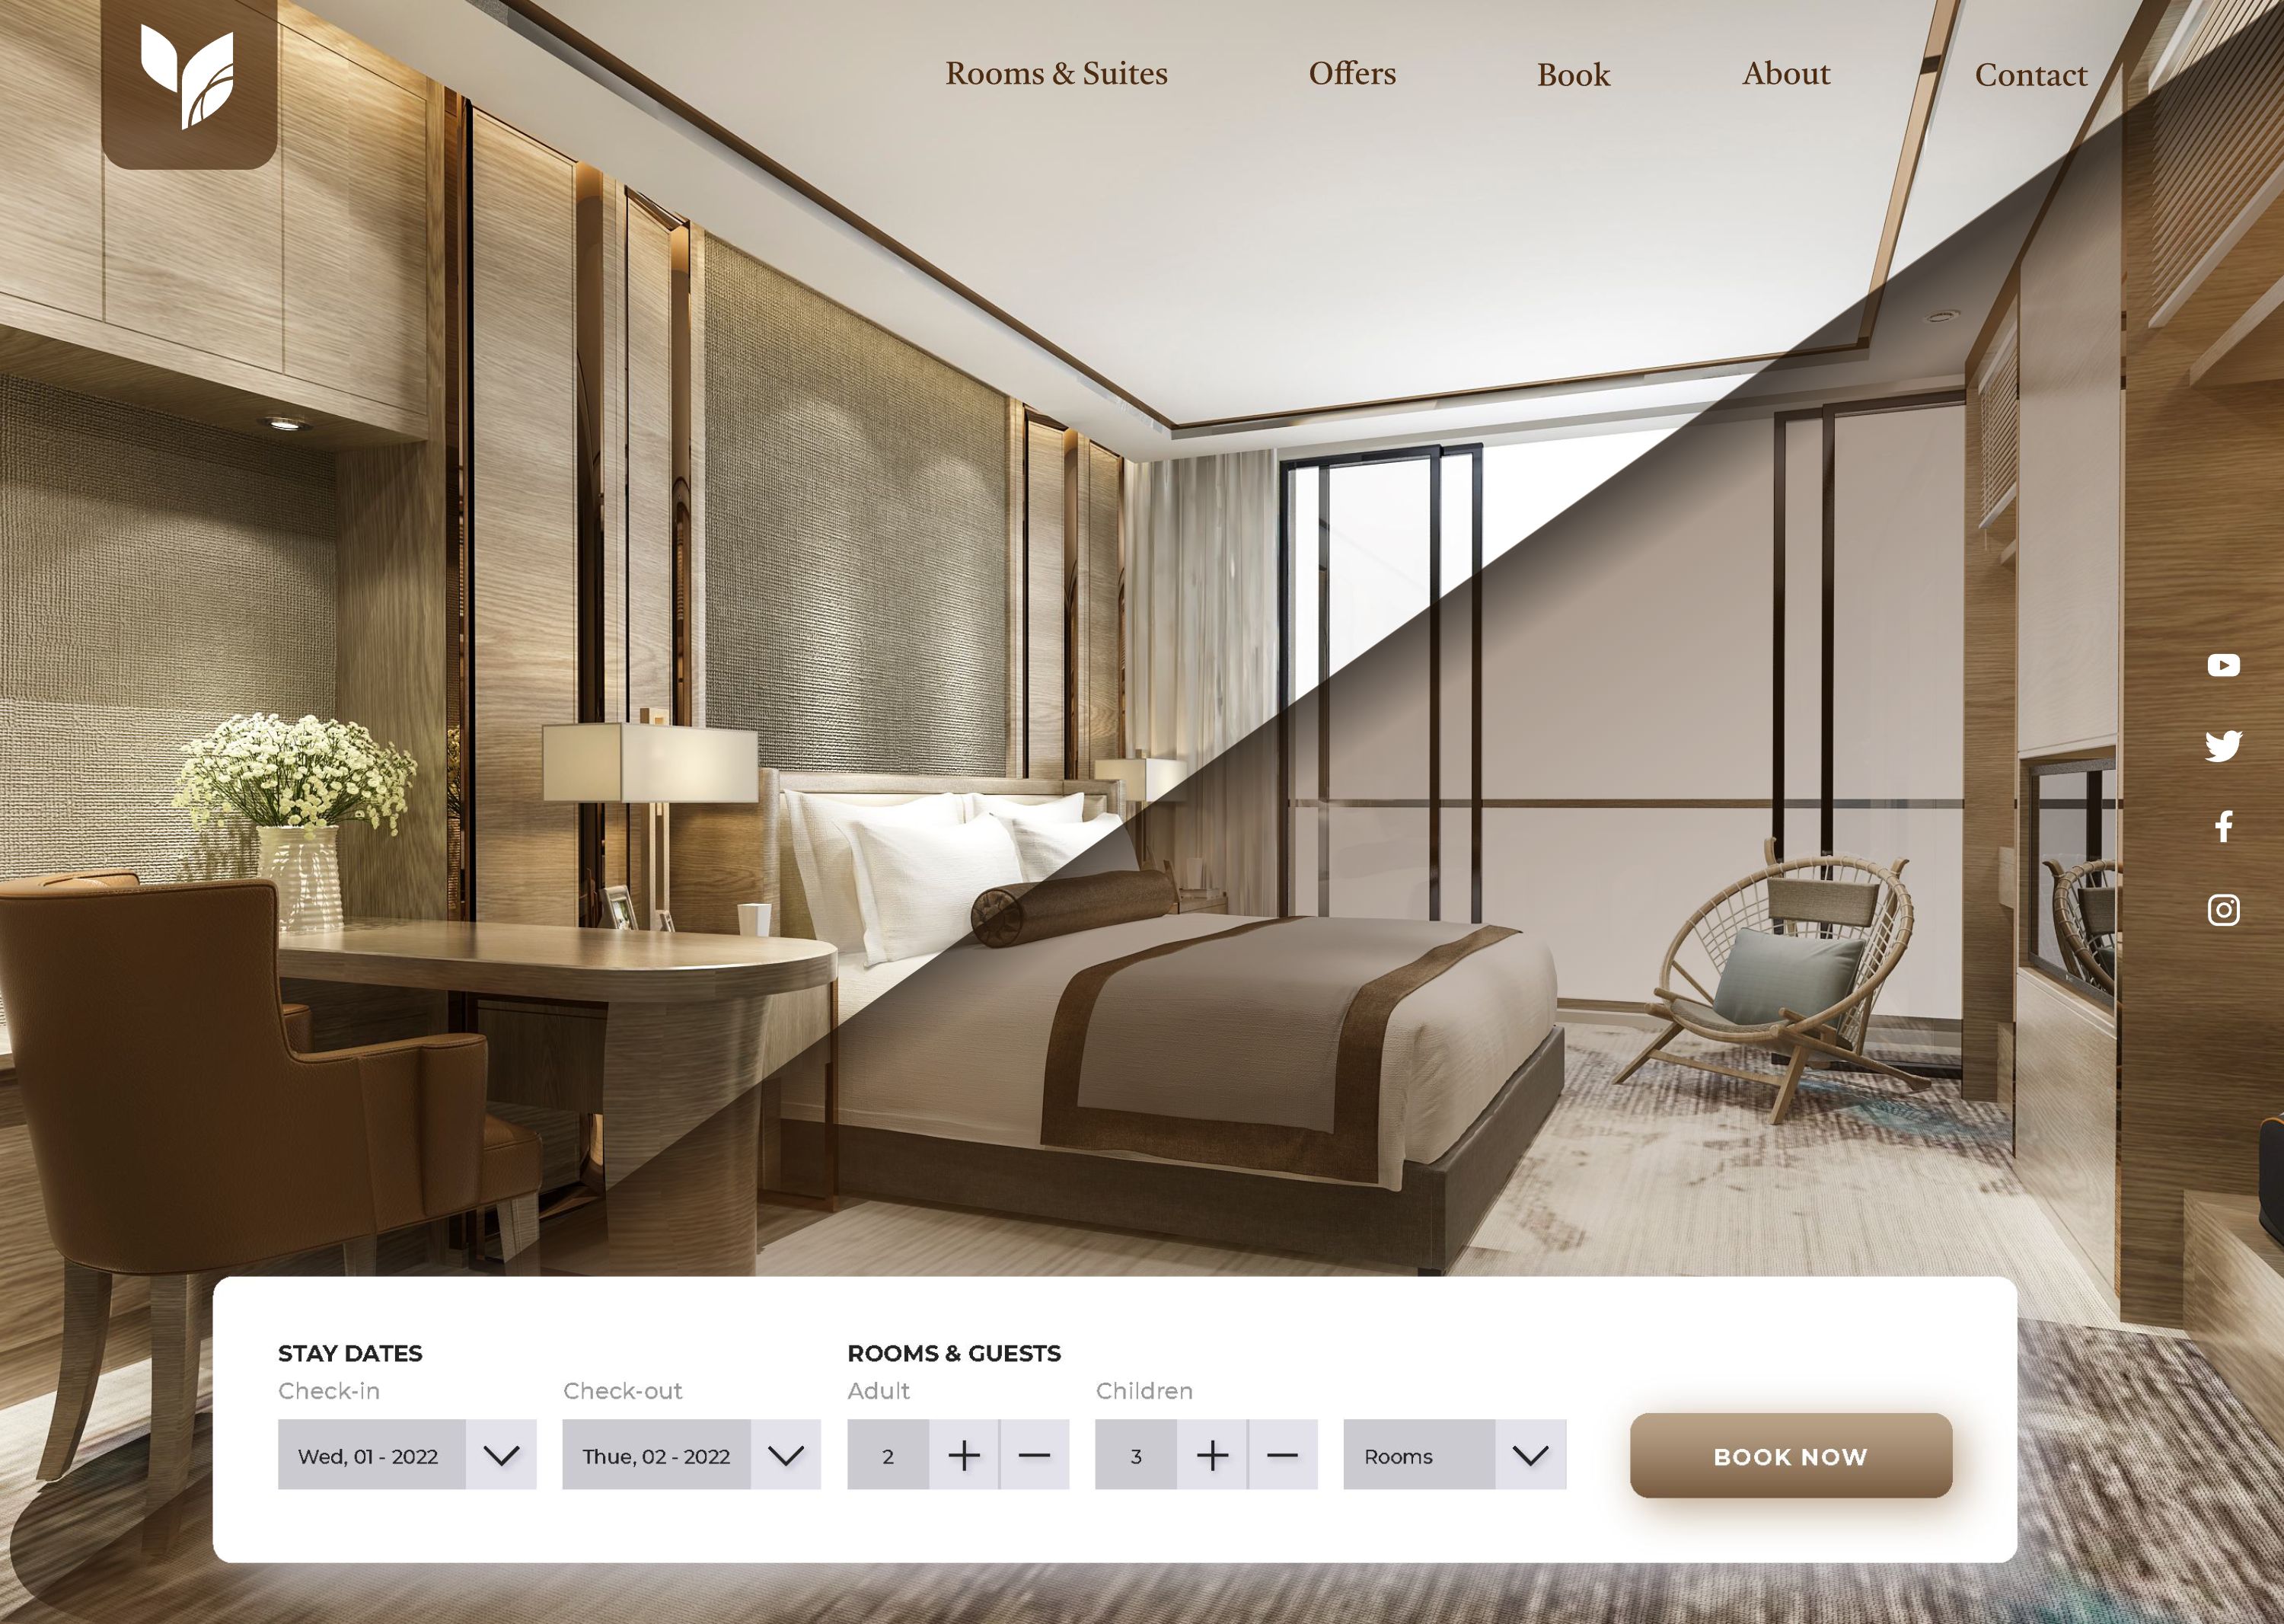 Rooms & Suites Offers Book About Contact
STAY DATES ROOMS & GUESTS
Check-in Check-out Adult Children
Wed, 01 - 2022 Thue, 02 - 2022 2 3 Rooms BOOK NOW